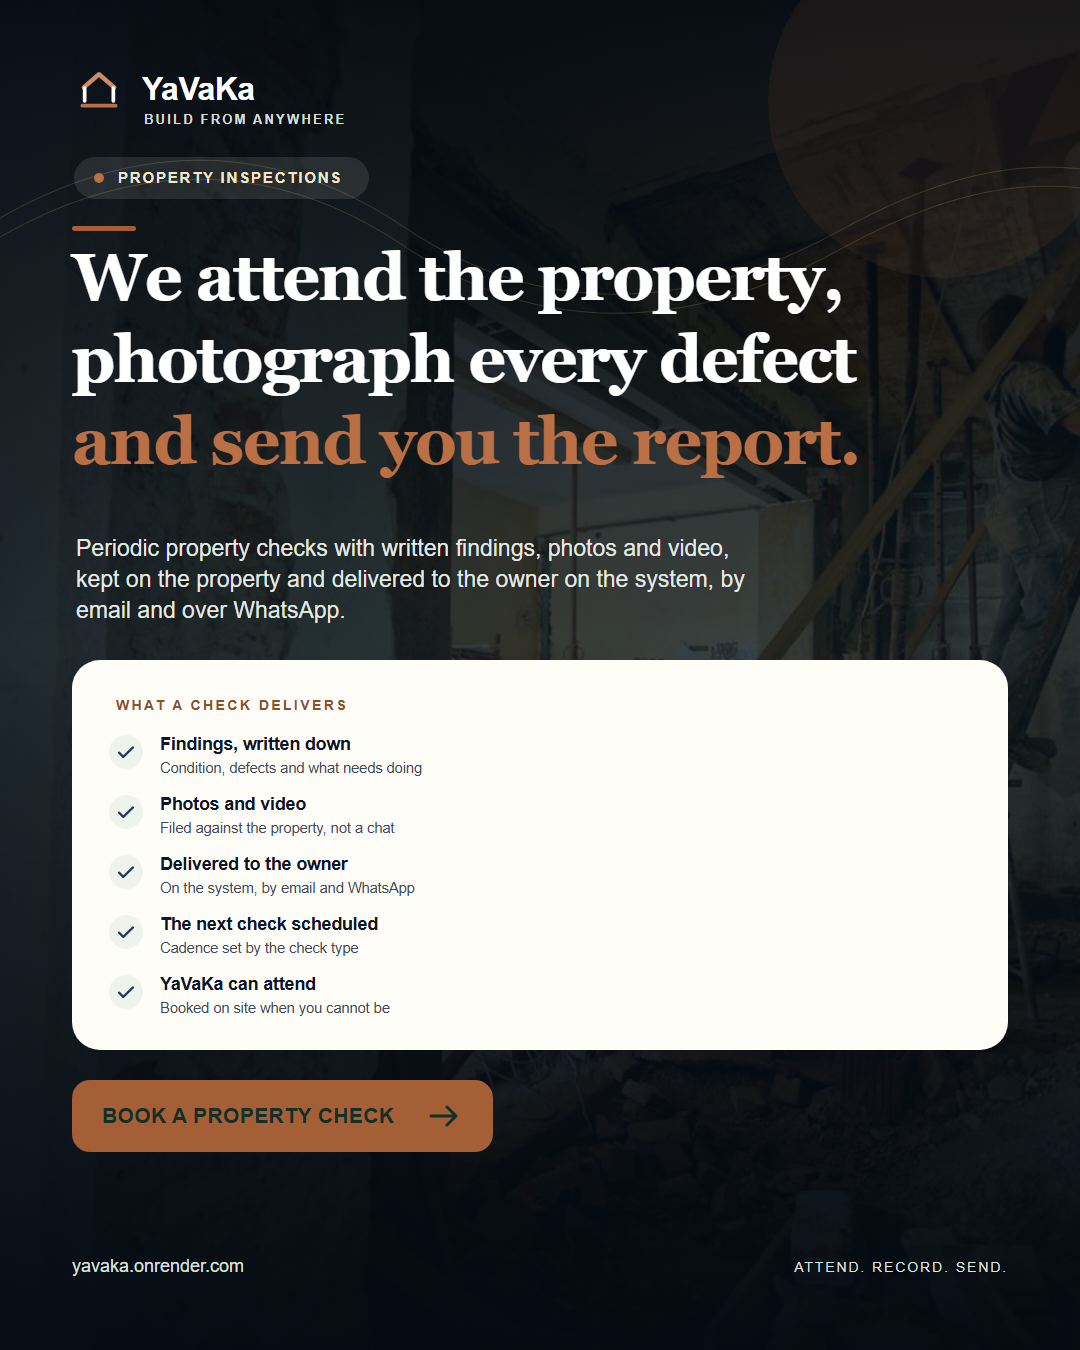 YaVaKa
BUILD FROM ANYWHERE
PROPERTY INSPECTIONS
We attend the property,
photograph every defect
and send you the report.
Periodic property checks with written findings, photos and video,
kept on the property and delivered to the owner on the system, by
email and over WhatsApp.
WHAT A CHECK DELIVERS
Findings, written down
Condition, defects and what needs doing
Photos and video
Filed against the property, not a chat
Delivered to the owner
On the system, by email and WhatsApp
The next check scheduled
Cadence set by the check type
YaVaKa can attend
Booked on site when you cannot be
BOOK A PROPERTY CHECK
yavaka.onrender.com
ATTEND. RECORD. SEND.